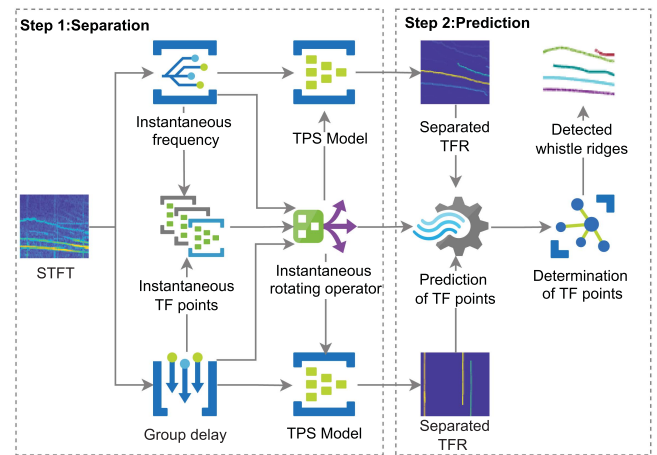 Step 1:Separation
Step 2:Prediction
Instantaneous
frequency
TPS Model
Separated
TFR
Detected
whistle ridges
STFT
Instantaneous
TF points
Instantaneous
rotating operator
Prediction
of TF points
Determination
of TF points
Group delay
TPS Model
Separated
TFR